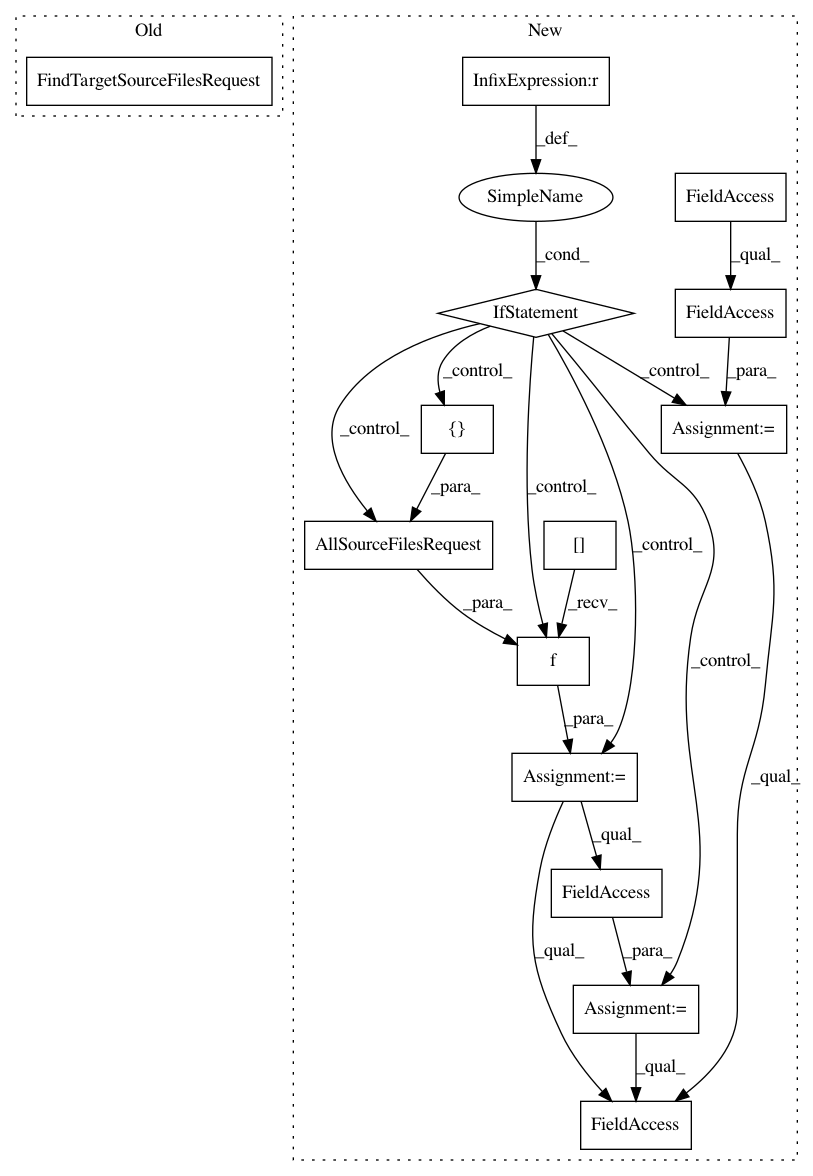 Old
New
FindTargetSourceFilesRequest
InfixExpression:r
_def_
SimpleName
FieldAccess
_cond_
_qual_
IfStatement
FieldAccess
_control_
_control_
_para_
_control_
{}
Assignment:=
_para_
_control_
_control_
AllSourceFilesRequest
[]
_para_
_recv_
_control_
f
_para_
_qual_
Assignment:=
_qual_
FieldAccess
_qual_
_para_
Assignment:=
_qual_
FieldAccess